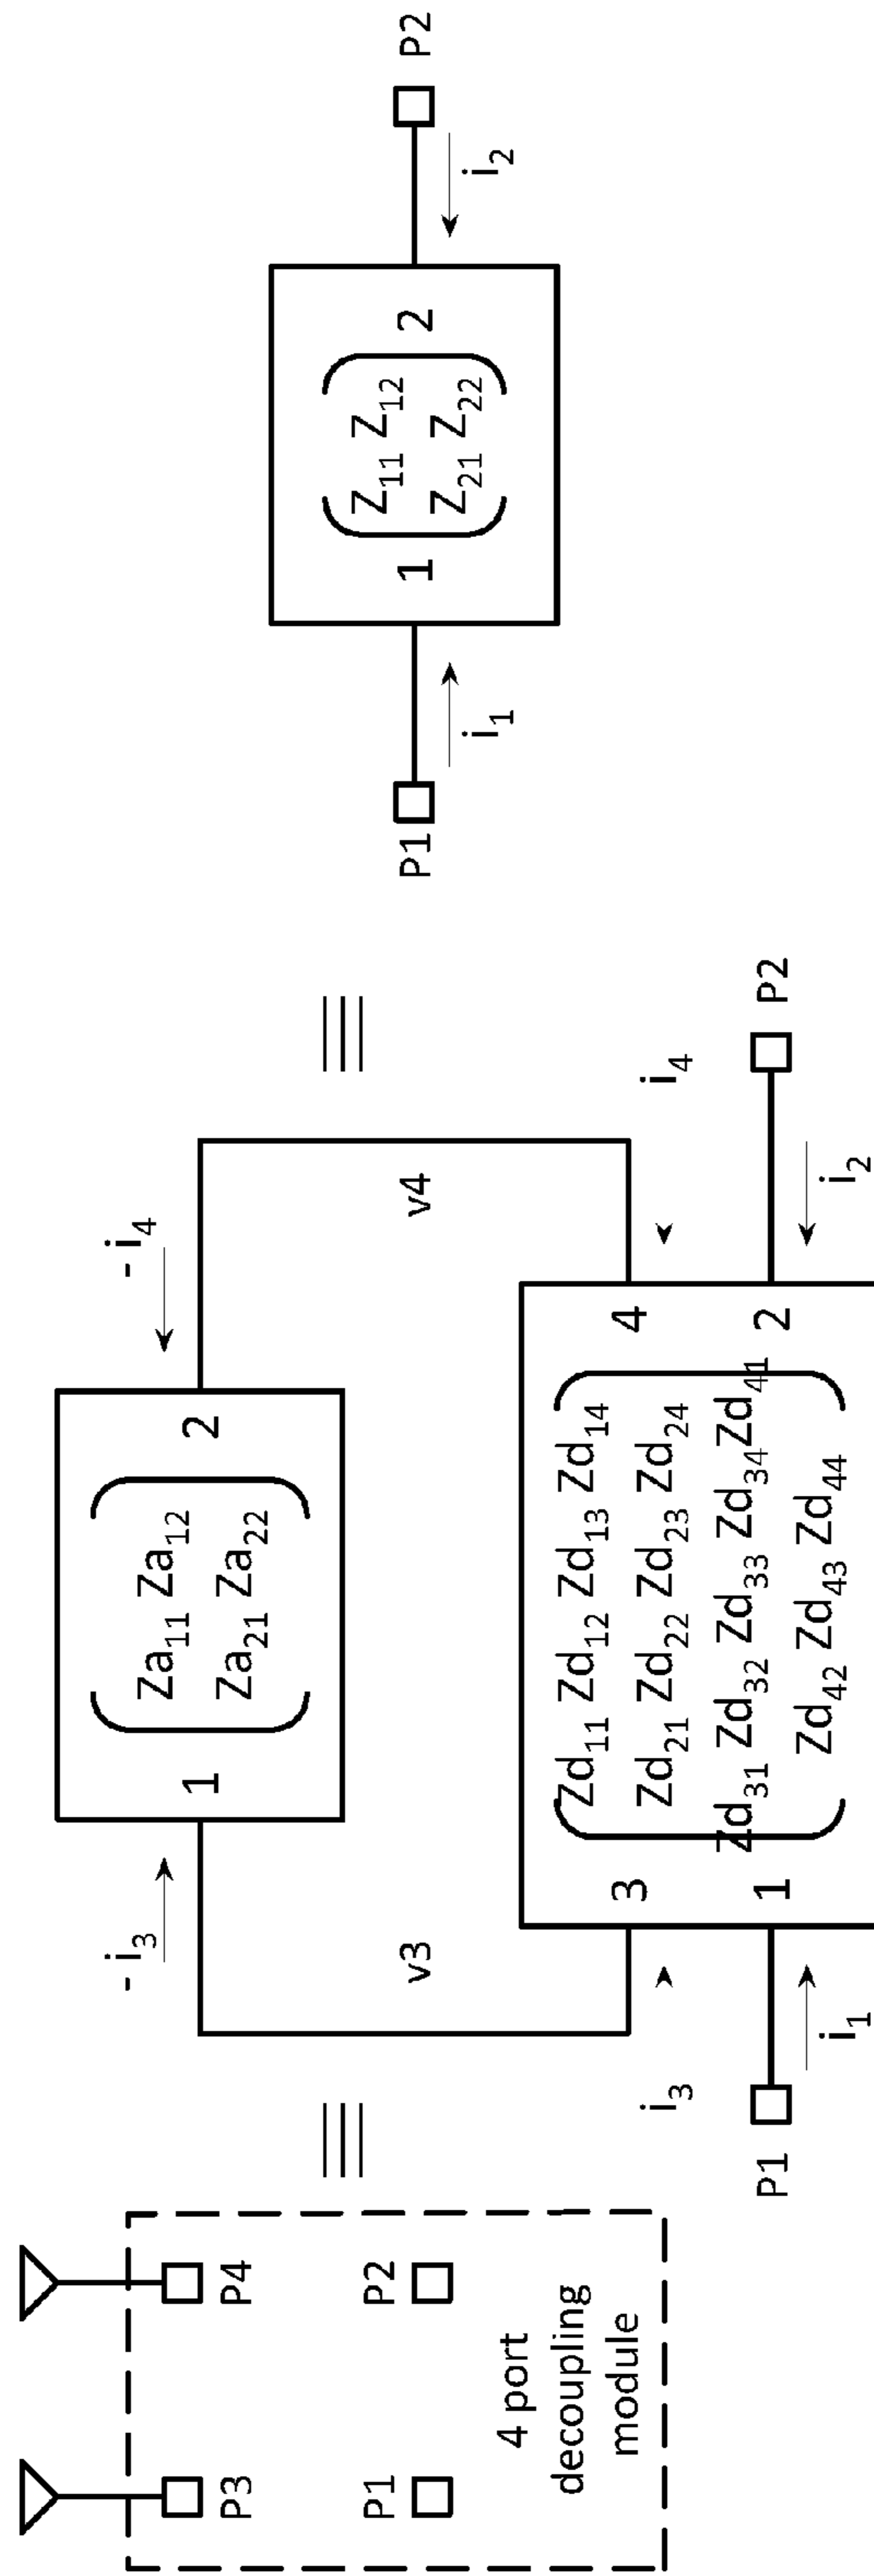 P3
P4
P1
P2
4 port
decoupling
module
- i3
- i4
1
2
Za11 Za12
Za21 Za22
v3
v4
i3
i4
3
4
1
2
Zd11 Zd12 Zd13 Zd14
Zd21 Zd22 Zd23 Zd24
Zd31 Zd32 Zd33 Zd34 Zd41
Zd42 Zd43 Zd44
P1
i1
P2
i2
P1
i1
1
Z11 Z12
Z21 Z22
2
i2
P2